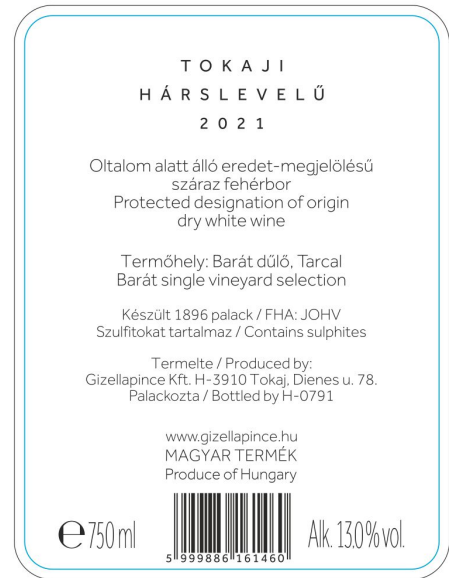 TOKAJI
HÁRSLEVELŰ
2021
Oltalom alatt álló eredet-megjelölésű
száraz fehérbor
Protected designation of origin
dry white wine
Termőhely: Barát dűlő, Tarcal
Barát single vineyard selection
Készült 1896 palack / FHA: JOHV
Szulfitokat tartalmaz / Contains sulphites
Termelte / Produced by:
Gizellapince Kft. H-3910 Tokaj, Dienes u. 78.
Palackozta / Bottled by H-0791
www.gizellapince.hu
MAGYAR TERMÉK
Produce of Hungary
℮ 750 ml
5 999886 161460
Alk. 13,0 % vol.